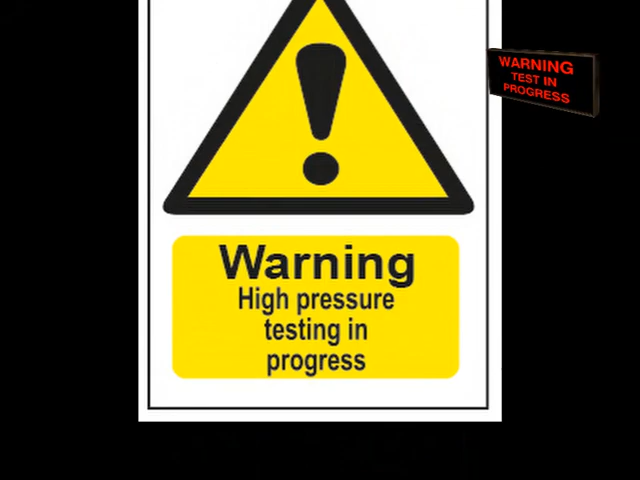 Warning
High pressure
testing in
progress
WARNING
TEST IN
PROGRESS